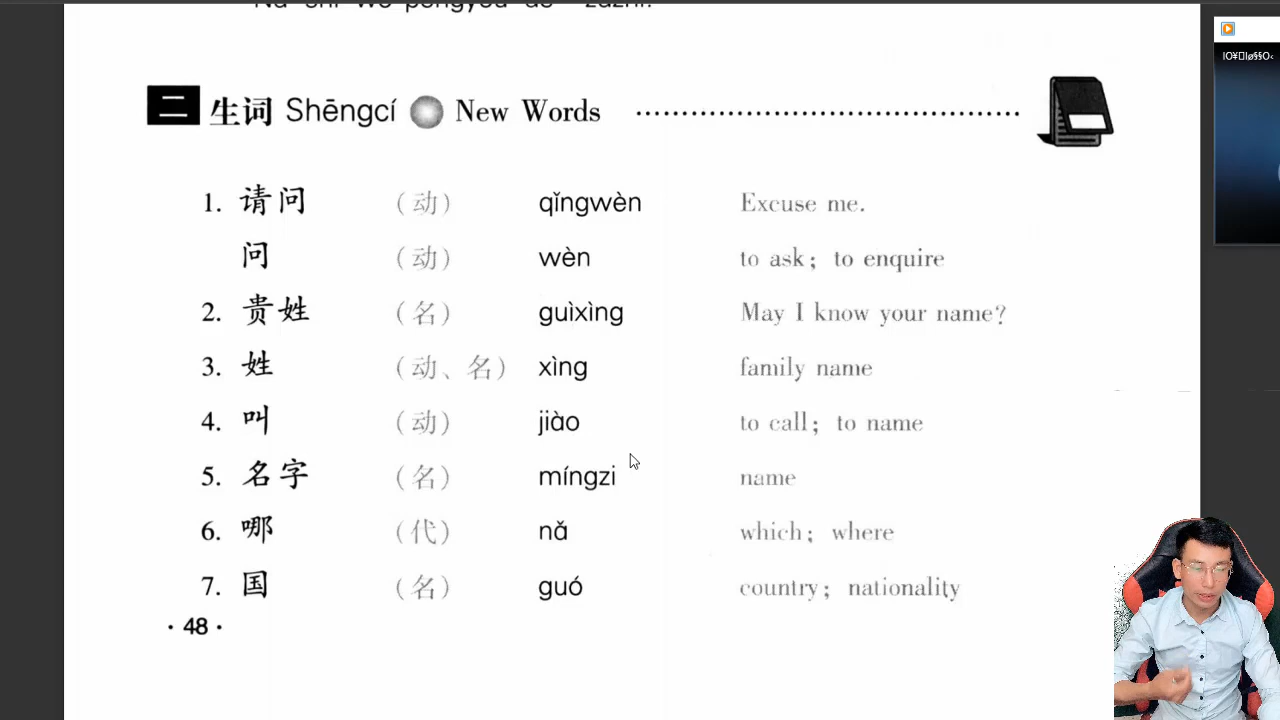 二 生词 Shēngcí New Words
1. 请问 （动） qǐngwèn Excuse me.
问 （动） wèn to ask; to enquire
2. 贵姓 （名） guìxìng May I know your name?
3. 姓 （动、名） xìng family name
4. 叫 （动） jiào to call; to name
5. 名字 （名） míngzi name
6. 哪 （代） nǎ which; where
7. 国 （名） guó country; nationality
· 48 ·